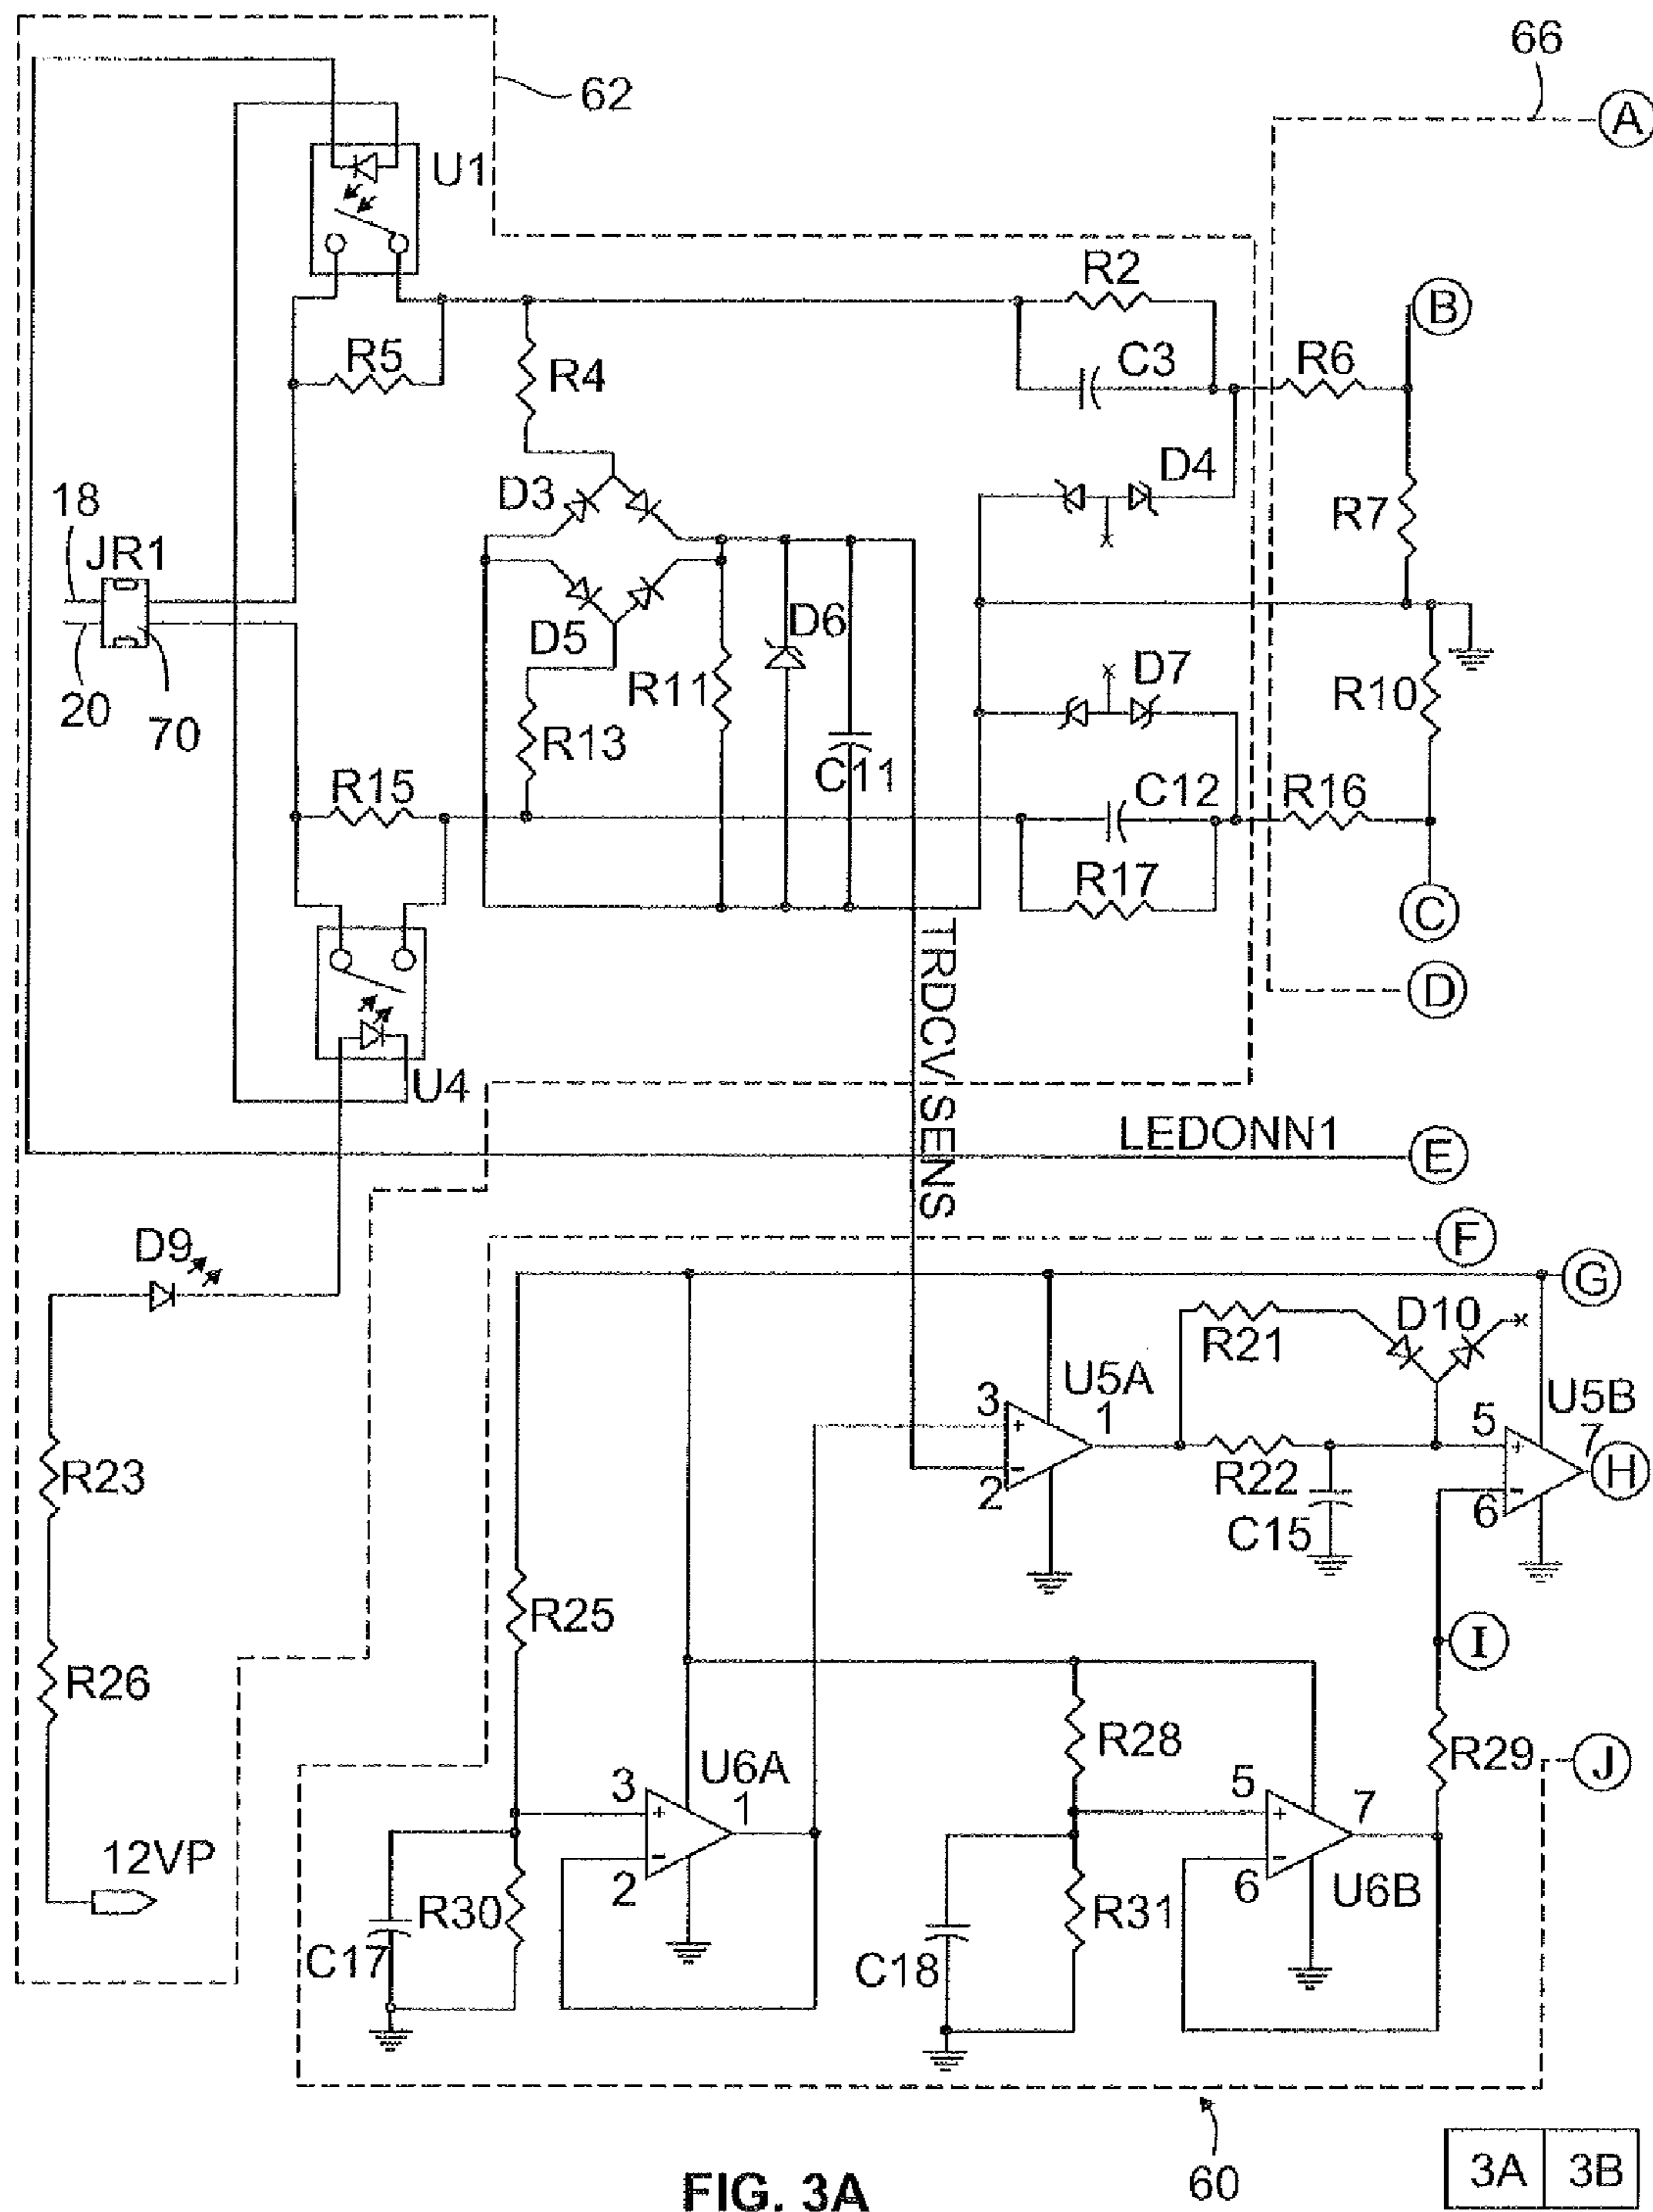 66
A
62
U1
R2
B
R5
R4
C3
R6
D3
D4
R7
18
JR1
D5
D6
D7
R11
R10
20
70
R13
C11
R15
C12
R16
R17
C
D
TRDCV SENS
U4
LEDONN1
E
F
D9
G
R21
D10
U5A
3
1
2
U5B
5
7
H
6
R22
C15
R23
R25
I
R26
R28
R29
J
U6A
3
1
2
5
7
6
U6B
12VP
R30
C17
R31
C18
60
3A 3B
FIG. 3A
+
-
+
-
+
-
+
-